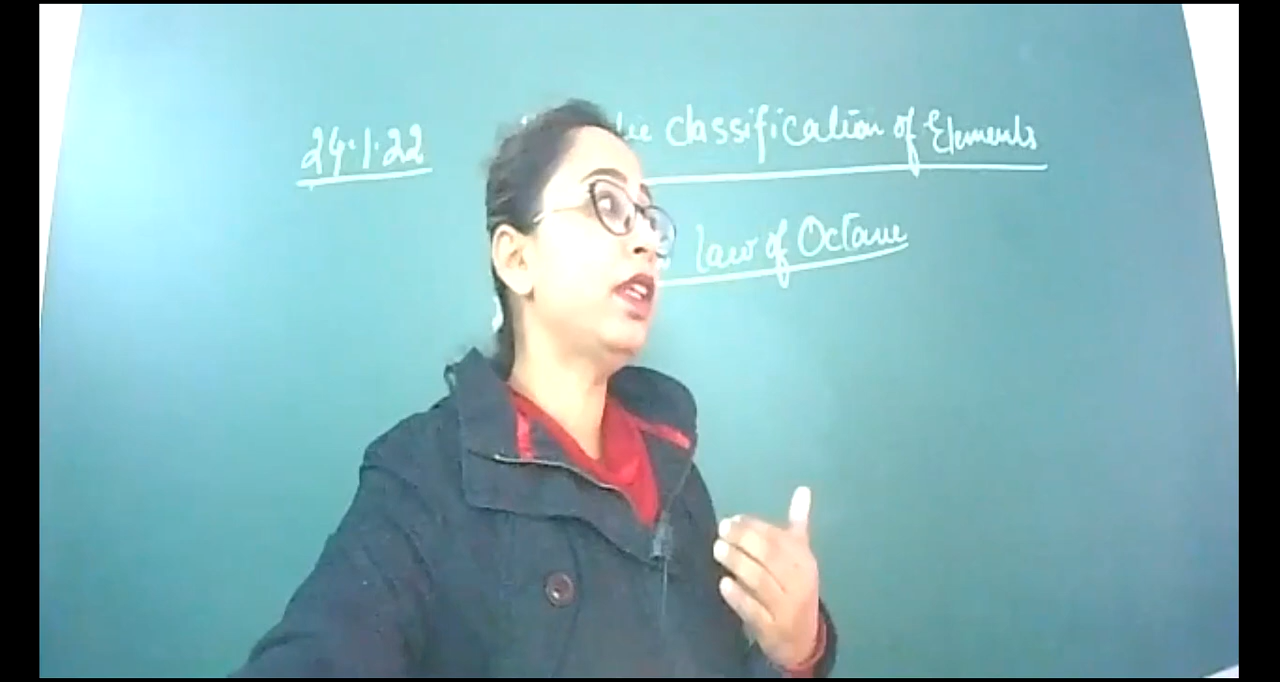 24.1.22
classification of Elements
law of Octave